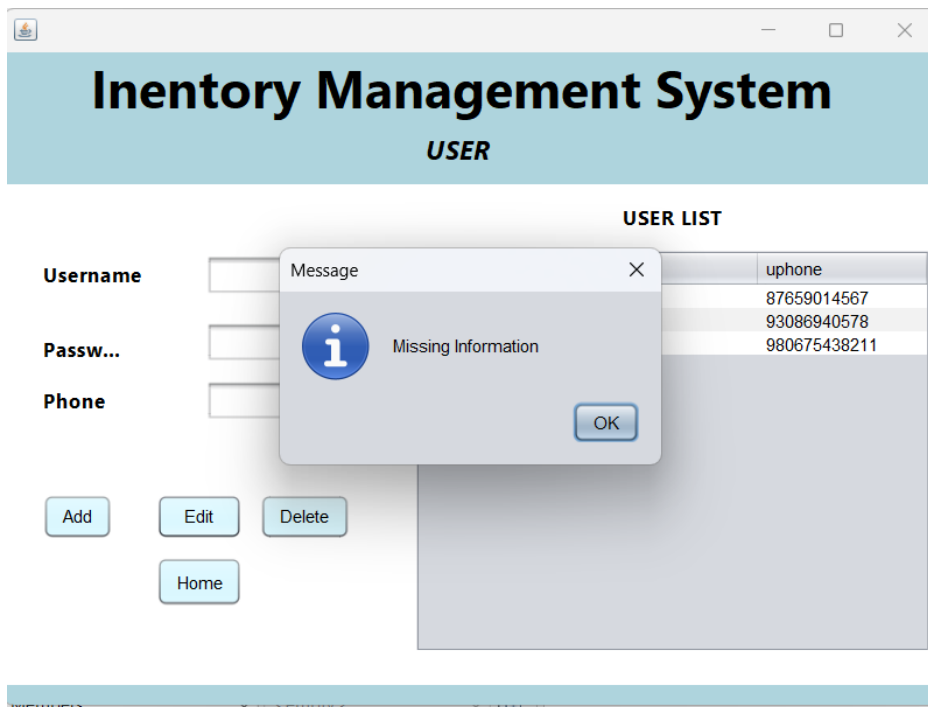 Inentory Management System
USER
USER LIST
Message
Username
uphone
87659014567
93086940578
980675438211
Missing Information
Passw...
Phone
OK
Add Edit Delete
Home